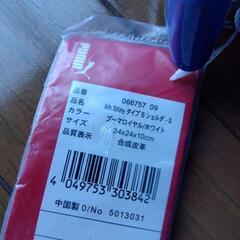 PUMA
品番 066757 09
品名 Ath Shiny タイプB ショルダ-S
カラー プーマロイヤル/ホワイト
サイズ 34x24x10cm
品質表示 合成皮革
4 049753 303842
中国製 O/No 5013031